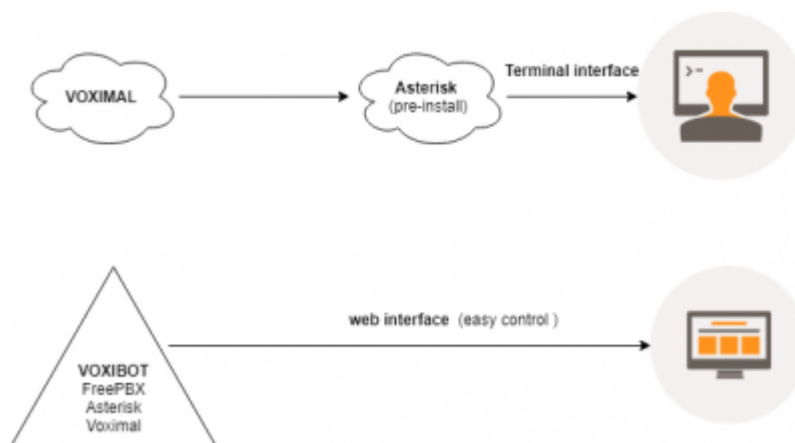 VOXIMAL
Asterisk
(pre-install)
Terminal interface
>-
web interface (easy control )
VOXIBOT
FreePBX
Asterisk
Voximal